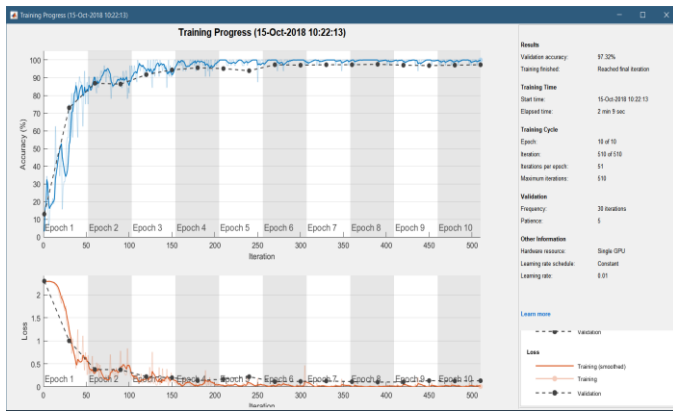 Training Progress (15-Oct-2018 10:22:13)
Training Progress (15-Oct-2018 10:22:13)
Accuracy (%)
100
90
80
70
60
50
40
30
20
10
0
Epoch 1 Epoch 2 Epoch 3 Epoch 4 Epoch 5 Epoch 6 Epoch 7 Epoch 8 Epoch 9 Epoch 10
0 50 100 150 200 250 300 350 400 450 500
Iteration
Loss
2
1.5
1
0.5
0
Epoch 1 Epoch 2 Epoch 3 Epoch 4 Epoch 5 Epoch 6 Epoch 7 Epoch 8 Epoch 9 Epoch 10
0 50 100 150 200 250 300 350 400 450 500
Iteration
Results
Validation accuracy: 97.32%
Training finished: Reached final iteration
Training Time
Start time: 15-Oct-2018 10:22:13
Elapsed time: 2 min 9 sec
Training Cycle
Epoch: 10 of 10
Iteration: 510 of 510
Iterations per epoch: 51
Maximum iterations: 510
Validation
Frequency: 30 iterations
Patience: 5
Other Information
Hardware resource: Single GPU
Learning rate schedule: Constant
Learning rate: 0.01
Learn more
Validation
Loss
Training (smoothed)
Training
Validation